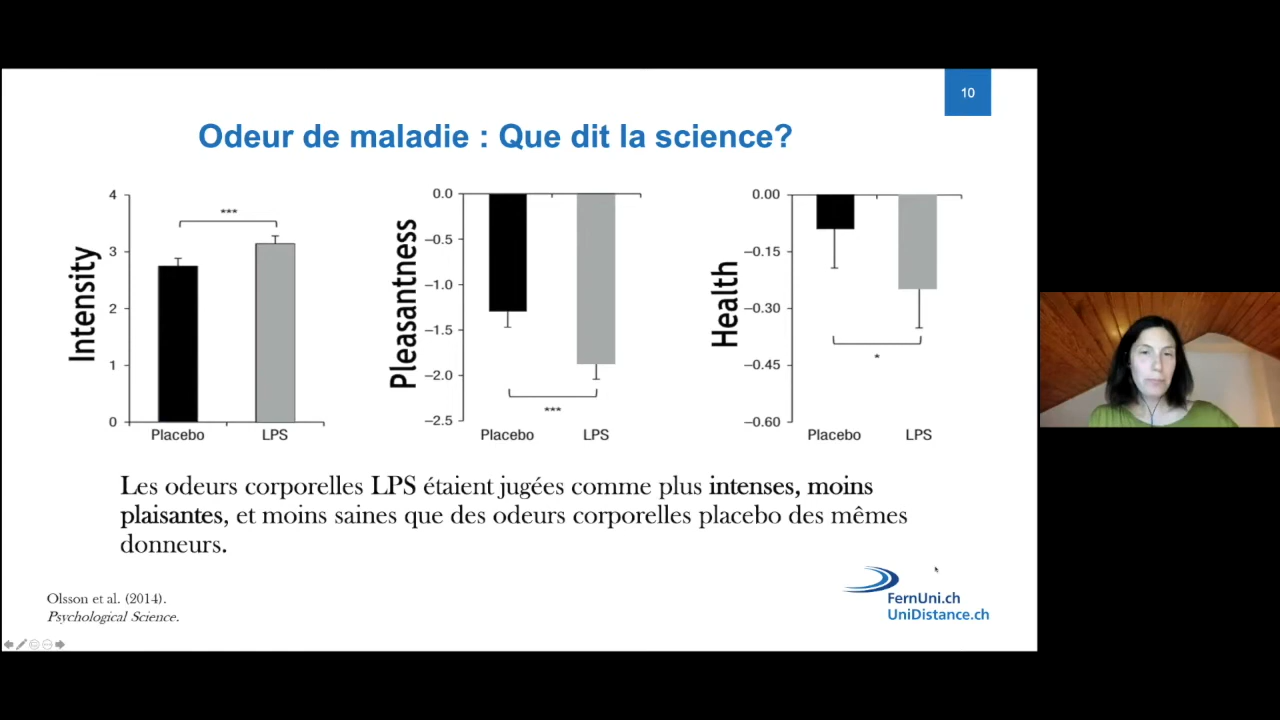 10
Odeur de maladie : Que dit la science?
Intensity
4
3
2
1
0
***
Placebo LPS
Pleasantness
0.0
–0.5
–1.0
–1.5
–2.0
–2.5
***
Placebo LPS
Health
0.00
–0.15
–0.30
–0.45
–0.60
*
Placebo LPS
Les odeurs corporelles LPS étaient jugées comme plus intenses, moins
plaisantes, et moins saines que des odeurs corporelles placebo des mêmes
donneurs.
Olsson et al. (2014).
Psychological Science.
FernUni.ch
UniDistance.ch